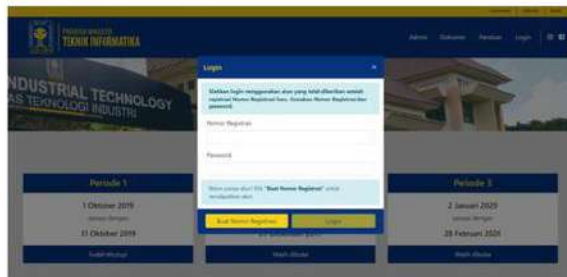 PROGRAM MAGISTER
TEKNIK INFORMATIKA
Admisi Dokumen Panduan Login
INDUSTRIAL TECHNOLOGY
AS TEKNOLOGI INDUSTRI
Login
Silahkan login menggunakan akun yang telah diberikan setelah
registrasi Nomor Registrasi baru. Gunakan Nomor Registrasi dan
password.
Nomor Registrasi
Password
Belum punya akun? Klik "Buat Nomor Registrasi" untuk
mendapatkan akun.
Buat Nomor Registrasi
Login
Periode 1
1 Oktober 2019
sampai dengan
31 Oktober 2019
Sudah ditutup
Masih dibuka
Periode 3
2 Januari 2020
sampai dengan
28 Februari 2020
Masih dibuka